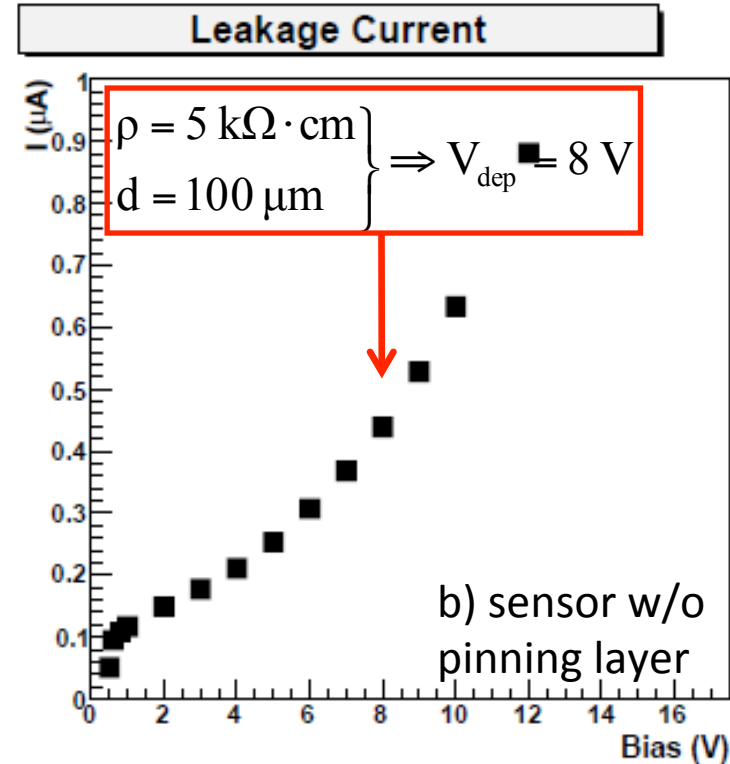 Leakage Current
I (μA)
1
0.9
0.8
0.7
0.6
0.5
0.4
0.3
0.2
0.1
0
ρ = 5 kΩ·cm
d = 100 μm
} ⇒ V_dep = 8 V
b) sensor w/o
pinning layer
0 2 4 6 8 10 12 14 16
Bias (V)